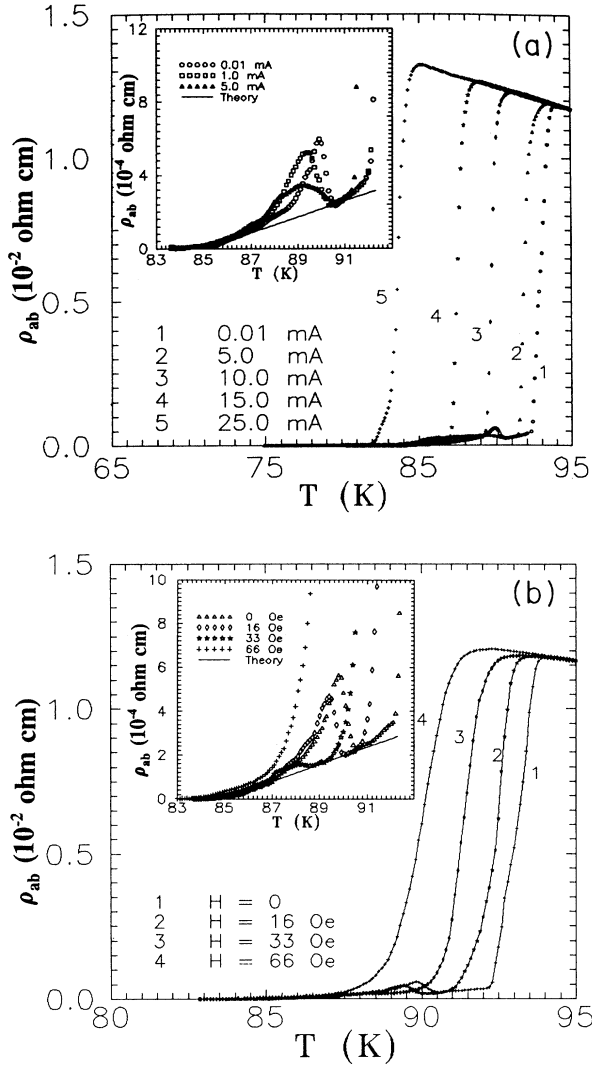 (a)
1.5
1.0
0.5
0.0
ρab (10-2 ohm cm)
65 75 85 95
T (K)
12
8
4
0
ρab (10-4 ohm cm)
83 85 87 89 91
T (K)
0.01 mA
1.0 mA
5.0 mA
Theory
5 4 3 2 1
1 0.01 mA
2 5.0 mA
3 10.0 mA
4 15.0 mA
5 25.0 mA
(b)
1.5
1.0
0.5
0.0
ρab (10-2 ohm cm)
80 85 90 95
T (K)
10
8
6
4
2
0
ρab (10-4 ohm cm)
83 85 87 89 91
T (K)
0 Oe
16 Oe
33 Oe
66 Oe
Theory
4 3 2 1
1 H = 0
2 H = 16 Oe
3 H = 33 Oe
4 H = 66 Oe